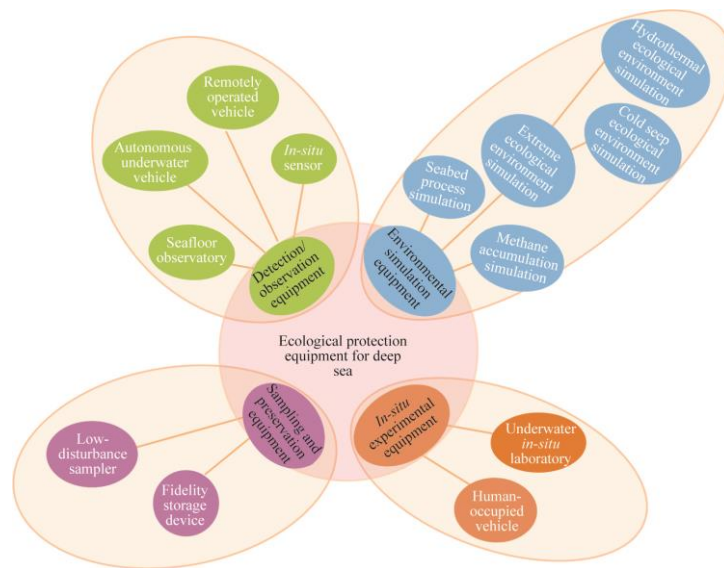 Remotely
operated
vehicle
Autonomous
underwater
vehicle
In-situ
sensor
Seafloor
observatory
Detection/
observation
equipment
Hydrothermal
ecological
environment
simulation
Cold seep
ecological
environment
simulation
Extreme
ecological
environment
simulation
Seabed
process
simulation
Methane
accumulation
simulation
Environmental
simulation
equipment
Ecological protection
equipment for deep
sea
Sampling and
preservation
equipment
Low-
disturbance
sampler
Fidelity
storage
device
In-situ
experimental
equipment
Underwater
in-situ
laboratory
Human-
occupied
vehicle